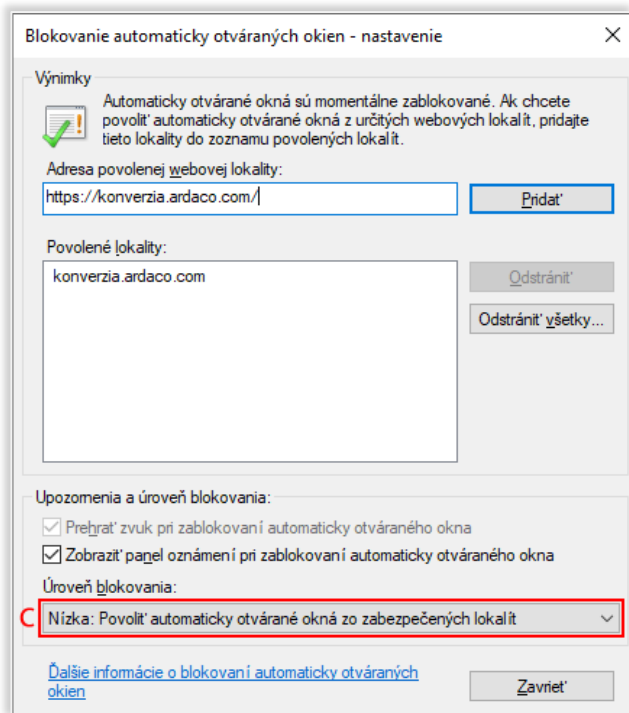 Blokovanie automaticky otváraných okien - nastavenie
Výnimky
Automaticky otvárané okná sú momentálne zablokované. Ak chcete
povoliť automaticky otvárané okná z určitých webových lokalít, pridajte
tieto lokality do zoznamu povolených lokalít.
Adresa povolenej webovej lokality:
https://konverzia.ardaco.com/
Pridať
Povolené lokality:
konverzia.ardaco.com
Odstrániť
Odstrániť všetky...
Upozornenia a úroveň blokovania:
Prehrať zvuk pri zablokovaní automaticky otváraného okna
Zobraziť panel oznámení pri zablokovaní automaticky otváraného okna
Úroveň blokovania:
C
Nízka: Povoliť automaticky otvárané okná zo zabezpečených lokalít
Ďalšie informácie o blokovaní automaticky otváraných
okien
Zavrieť